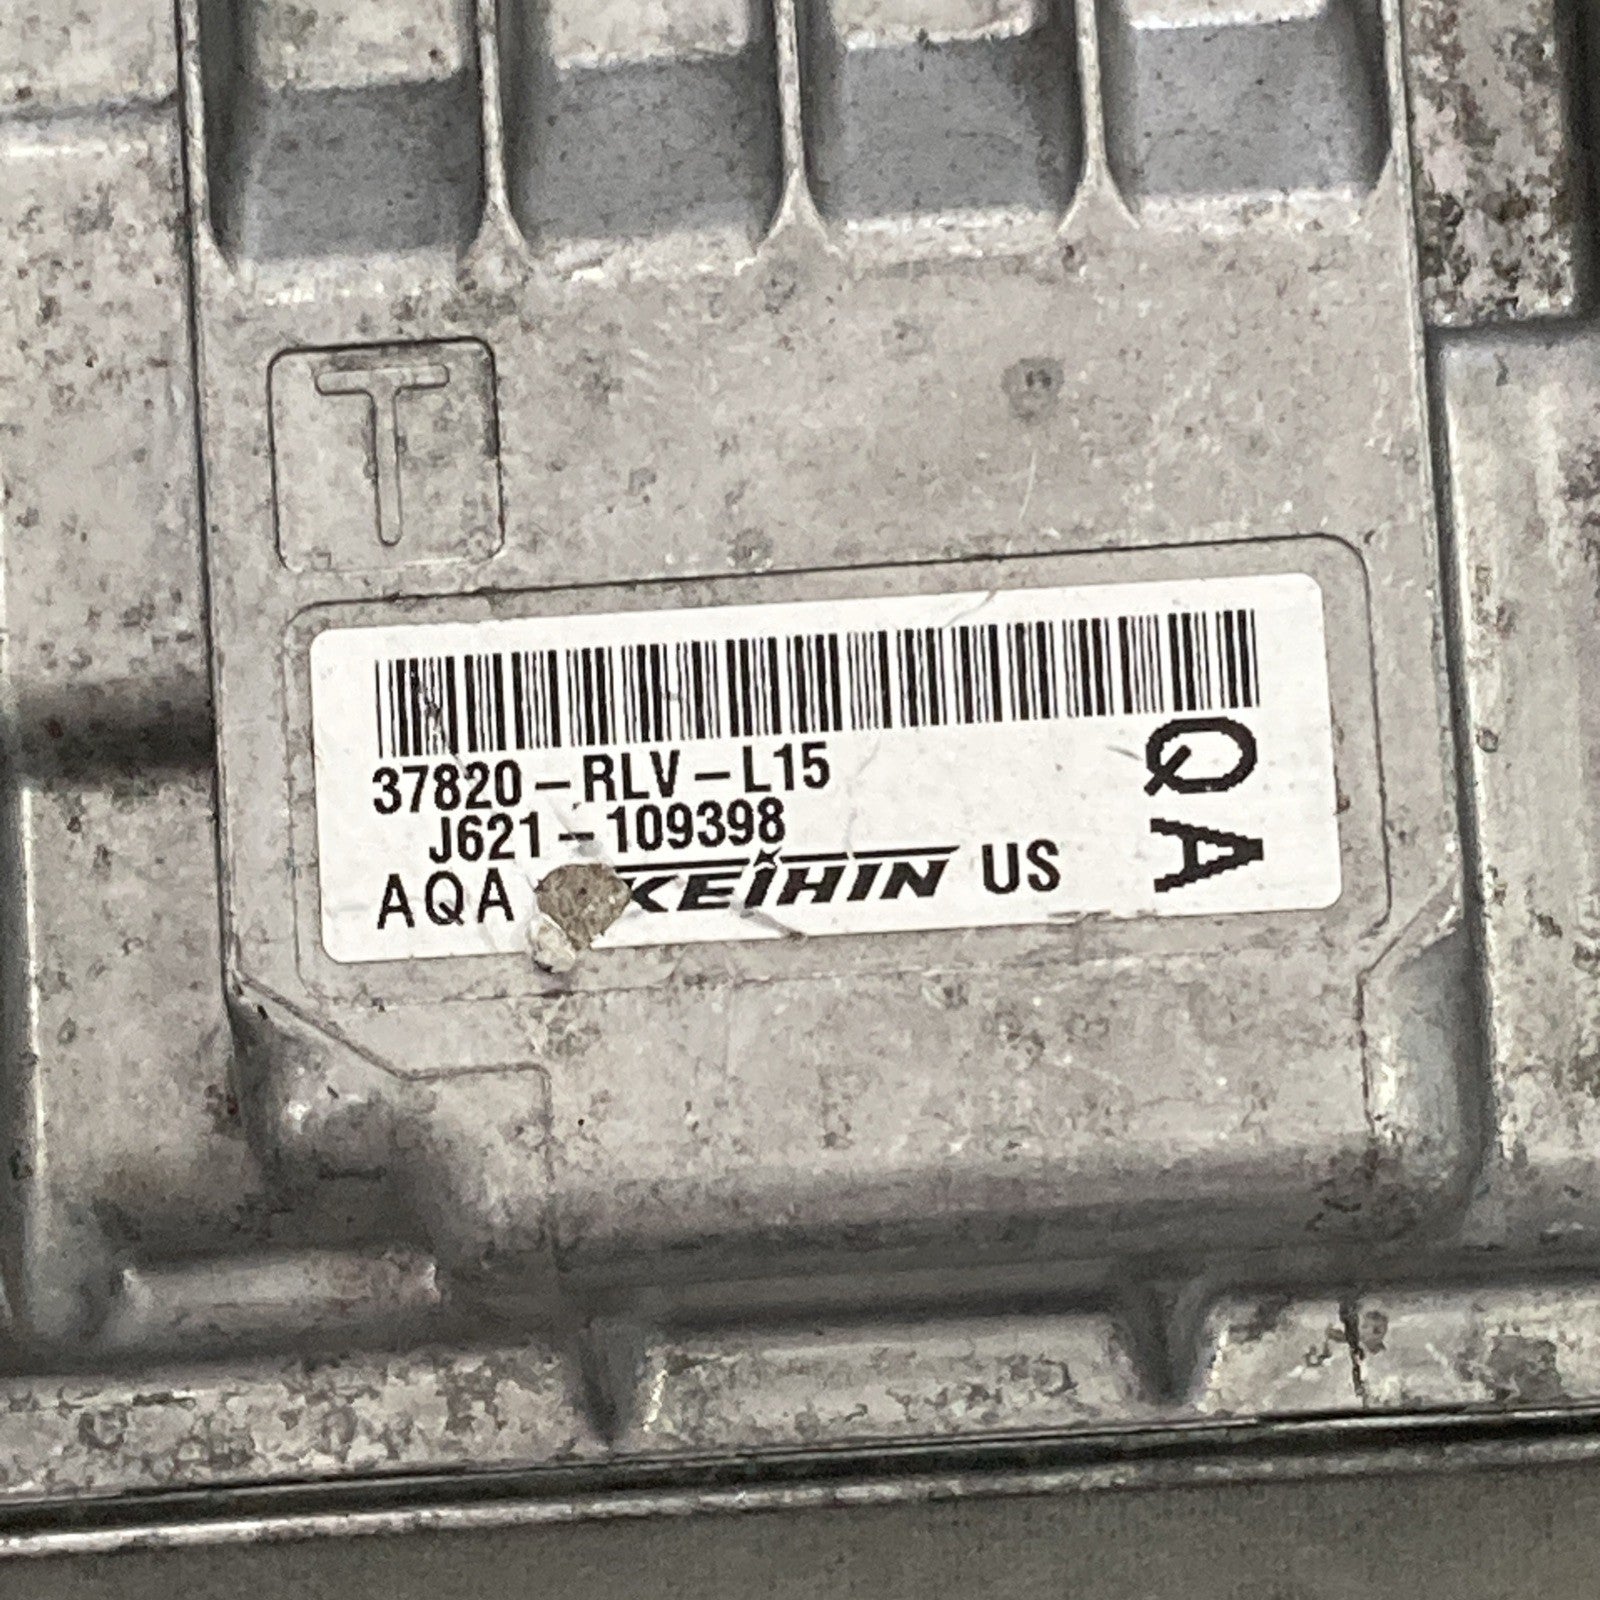 T
37820-RLV-L15
J621-109398
AQA KEIHIN US
QA